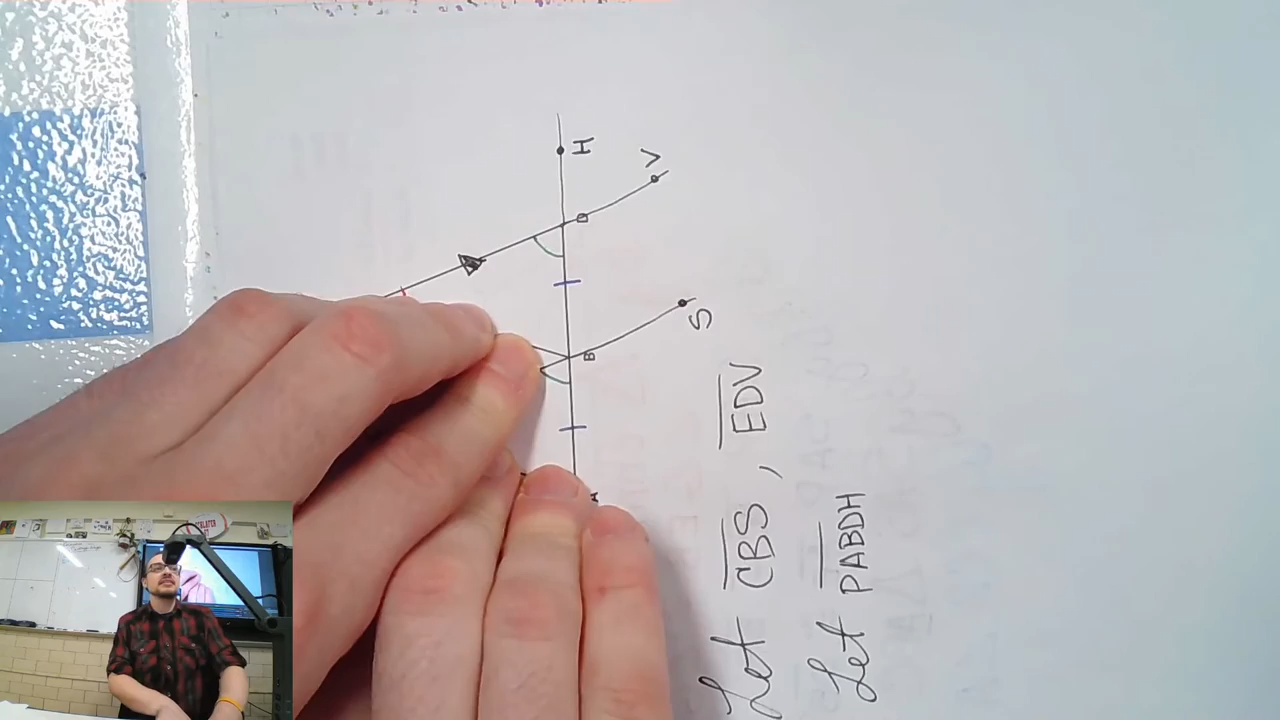 H
V
D
B
S
A
Let CBS, EDV
Let PABDH